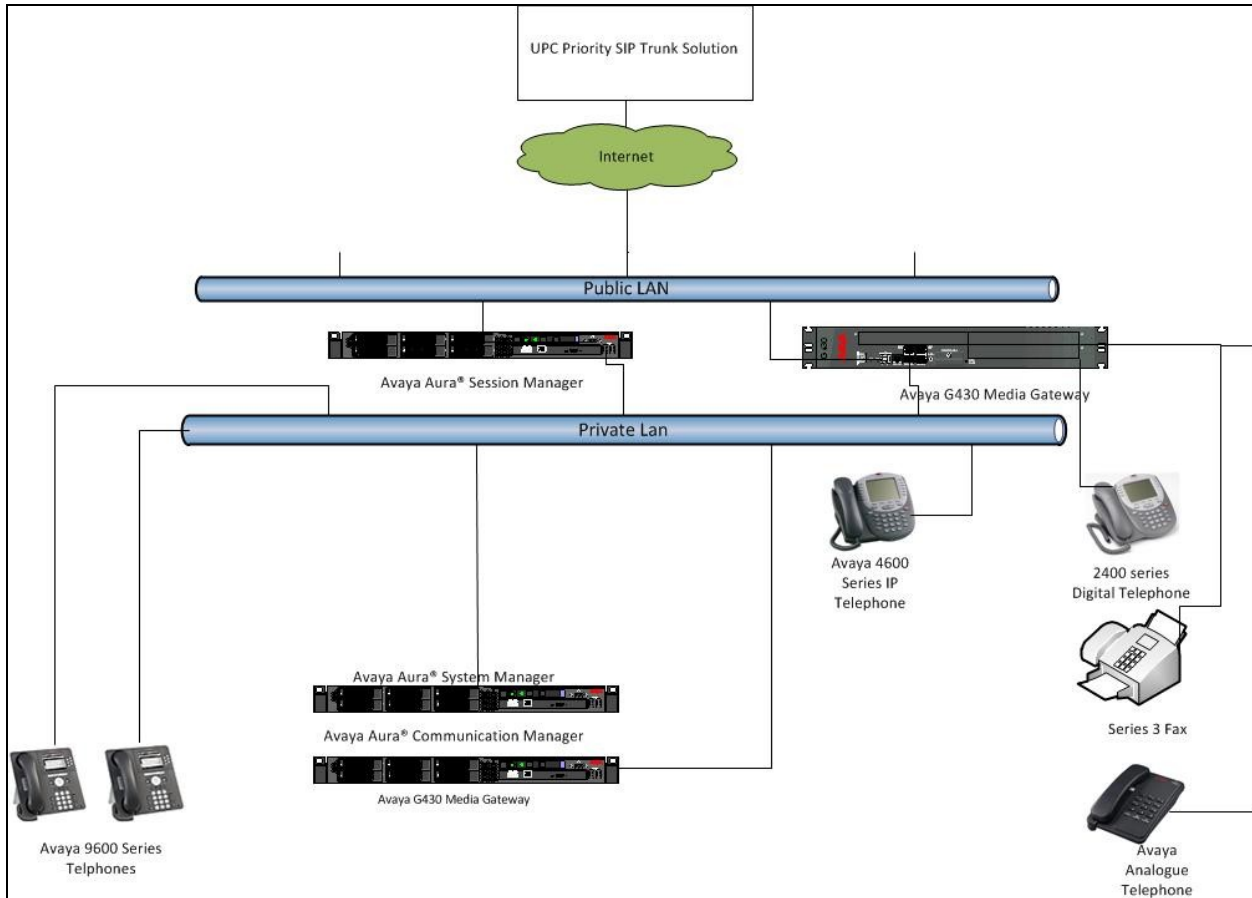 UPC Priority SIP Trunk Solution
Internet
Public LAN
Avaya Aura® Session Manager
Avaya G430 Media Gateway
Private Lan
Avaya 4600
Series IP
Telephone
2400 series
Digital Telephone
Avaya Aura® System Manager
Series 3 Fax
Avaya Aura® Communication Manager
Avaya G430 Media Gateway
Avaya 9600 Series
Telphones
Avaya
Analogue
Telephone